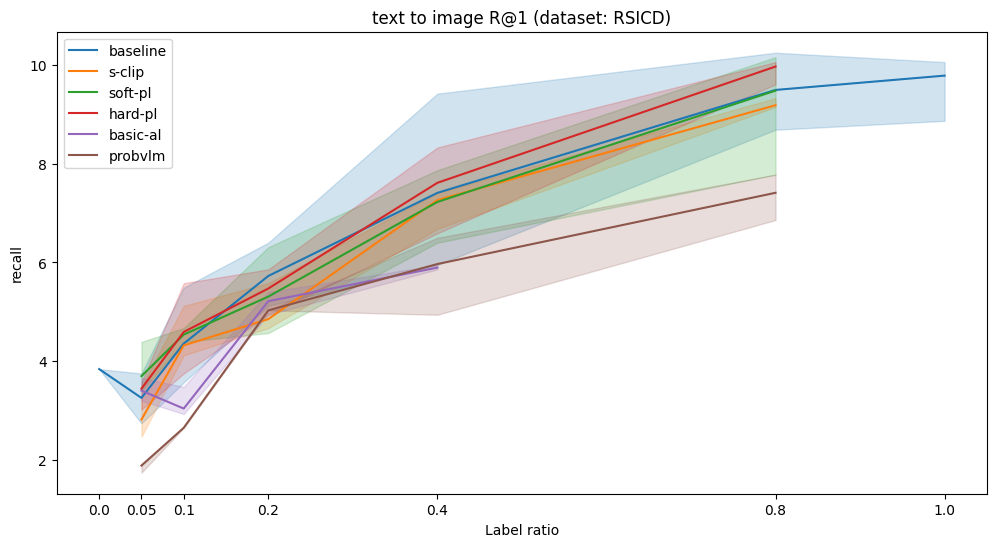 text to image R@1 (dataset: RSICD)
baseline
s-clip
soft-pl
hard-pl
basic-al
probvlm
recall
10
8
6
4
2
0.0 0.05 0.1 0.2 0.4 0.8 1.0
Label ratio